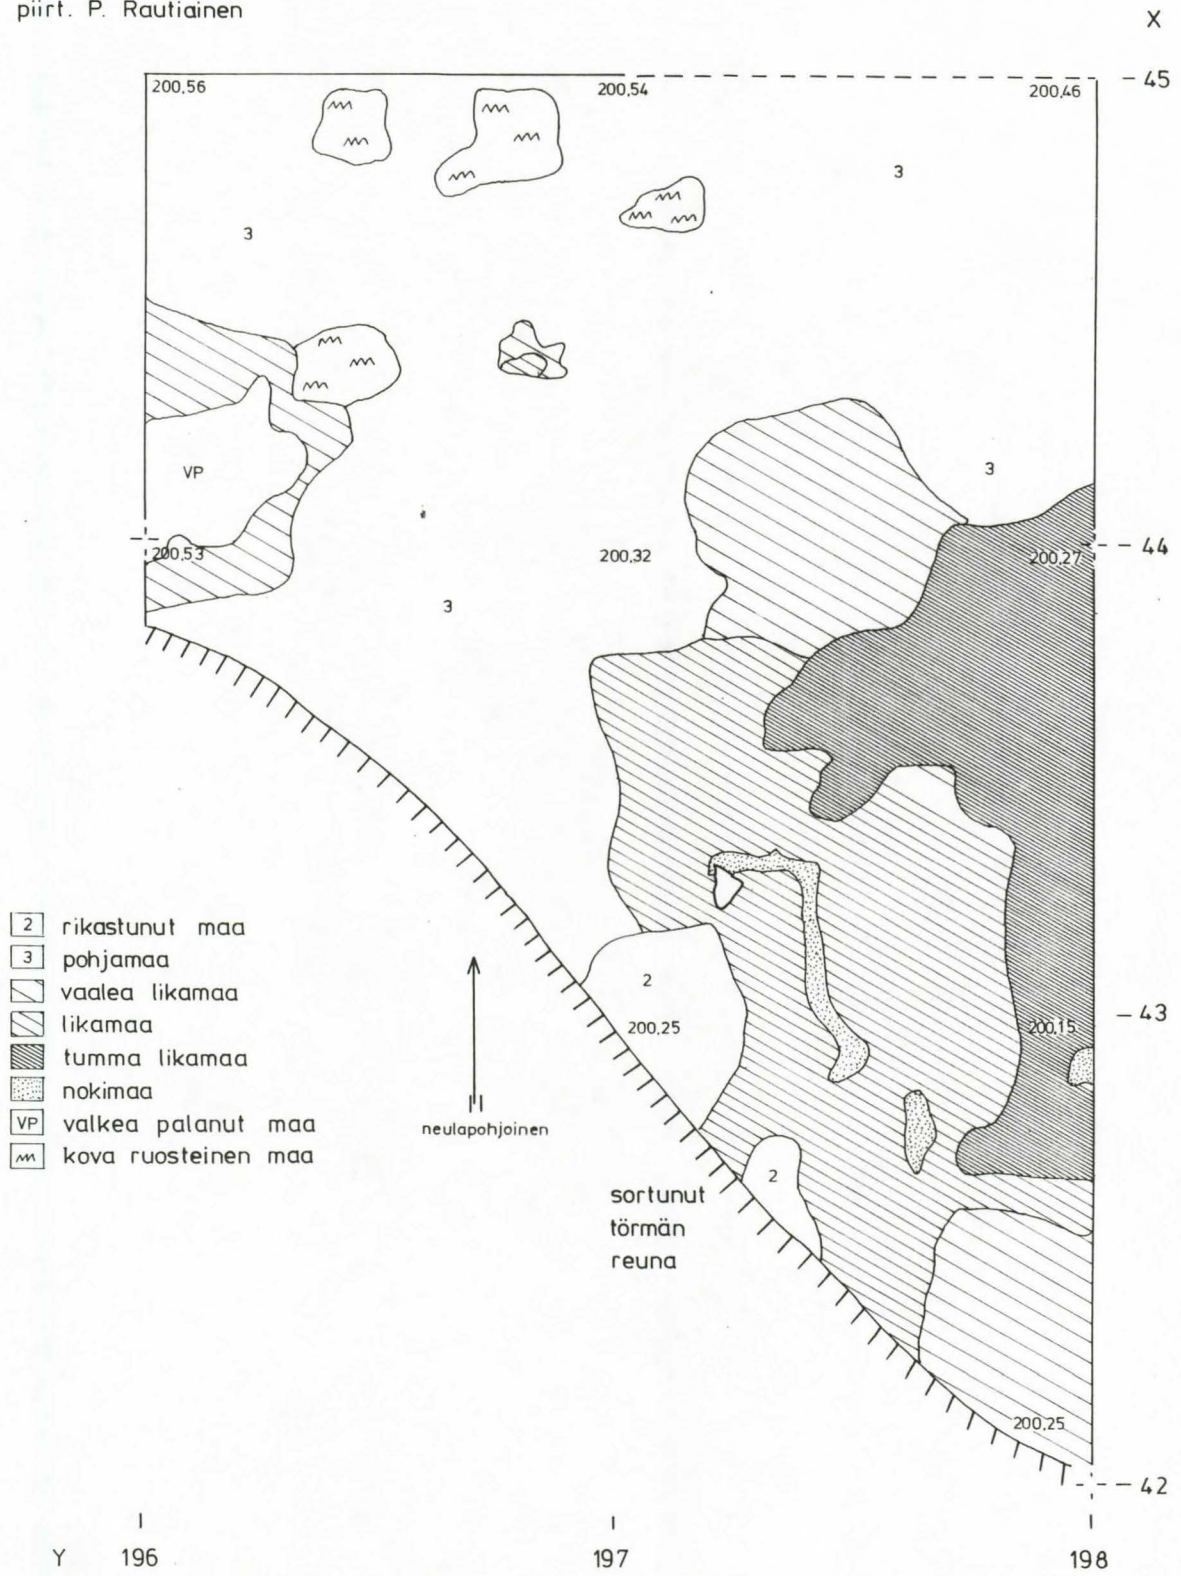 piirt. P. Rautiainen
X
200,56 200,54 200,46 45
3
3
3
VP
200,53 200,32 200,27 44
3
2 rikastunut maa
3 pohjamaa
vaalea likamaa
likamaa
tumma likamaa
nokimaa
VP valkea palanut maa
kova ruosteinen maa
neulapohjoinen
2
200,25 200,15 43
2
sortunut
törmän
reuna
200,25
42
Y 196 197 198